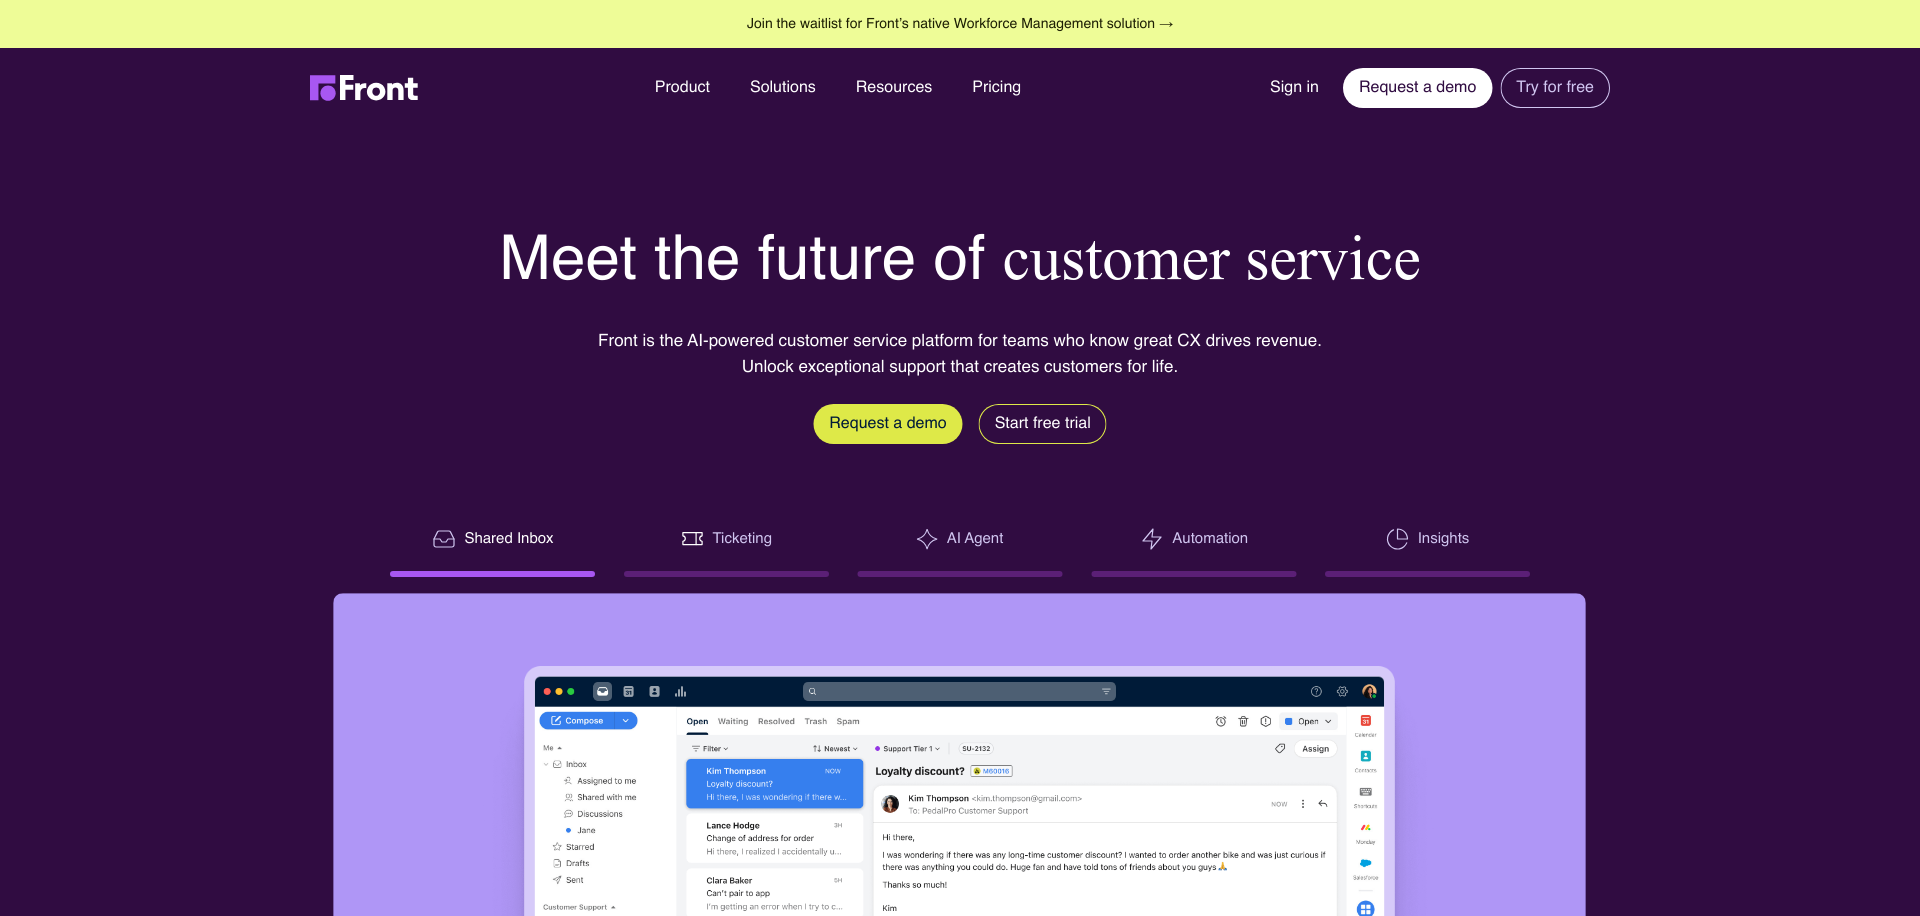 Join the waitlist for Front’s native Workforce Management solution →
Front
Product
Solutions
Resources
Pricing
Sign in
Request a demo
Try for free
Meet the future of customer service
Front is the AI-powered customer service platform for teams who know great CX drives revenue.
Unlock exceptional support that creates customers for life.
Request a demo
Start free trial
Shared Inbox
Ticketing
AI Agent
Automation
Insights
Compose
Me
Inbox
Assigned to me
Shared with me
Discussions
Jane
Starred
Drafts
Sent
Customer Support
Open
Waiting
Resolved
Trash
Spam
Filter
Newest
Kim Thompson
NOW
Loyalty discount?
Hi there, I was wondering if there w...
Lance Hodge
3H
Change of address for order
Hi there, I realized I accidentally u...
Clara Baker
5H
Can't pair to app
I'm getting an error when I try to c...
Open
Support Tier 1
SU-2132
Assign
Loyalty discount?
M60016
Kim Thompson <kim.thompson@gmail.com>
To: PedalPro Customer Support
NOW
Hi there,
I was wondering if there was any long-time customer discount? I wanted to order another bike and was just curious if
there was anything you could do. Huge fan and have told tons of friends about you guys 🙏
Thanks so much!
Kim
31
Calendar
Contacts
Shortcuts
Monday
Salesforce